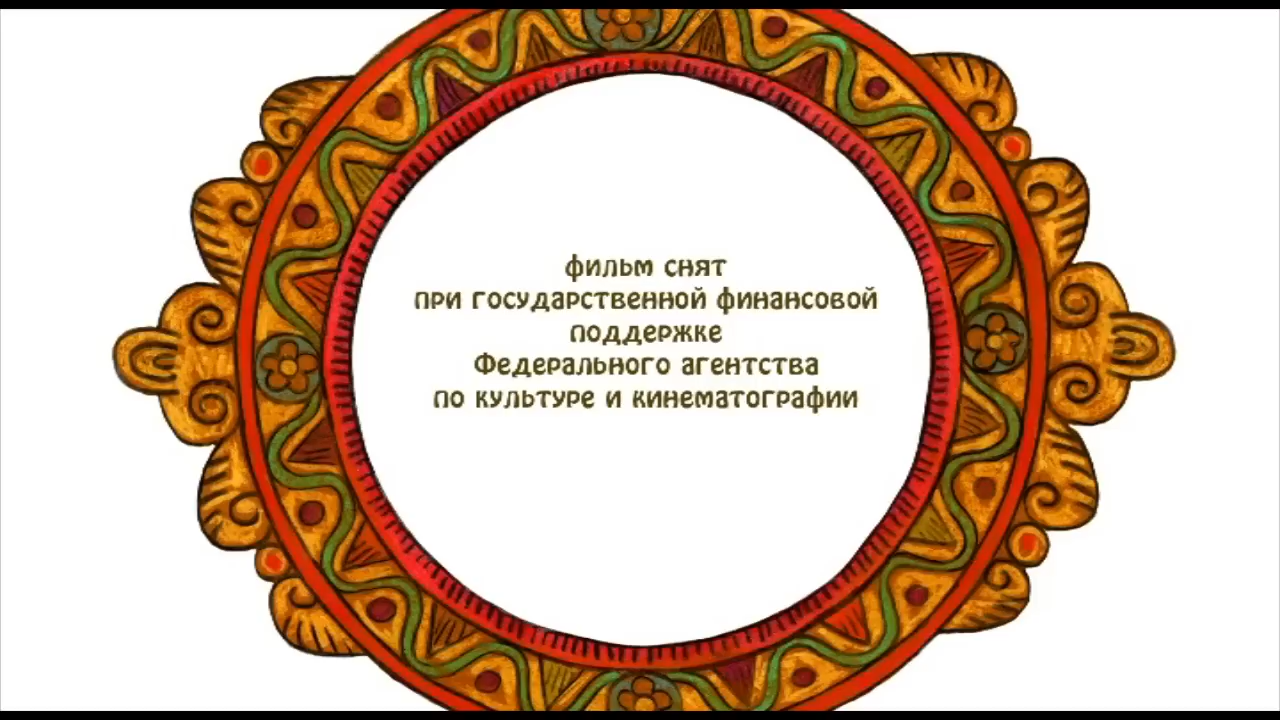 фильм снят
при государственной финансовой
поддержке
Федерального агентства
по культуре и кинематографии